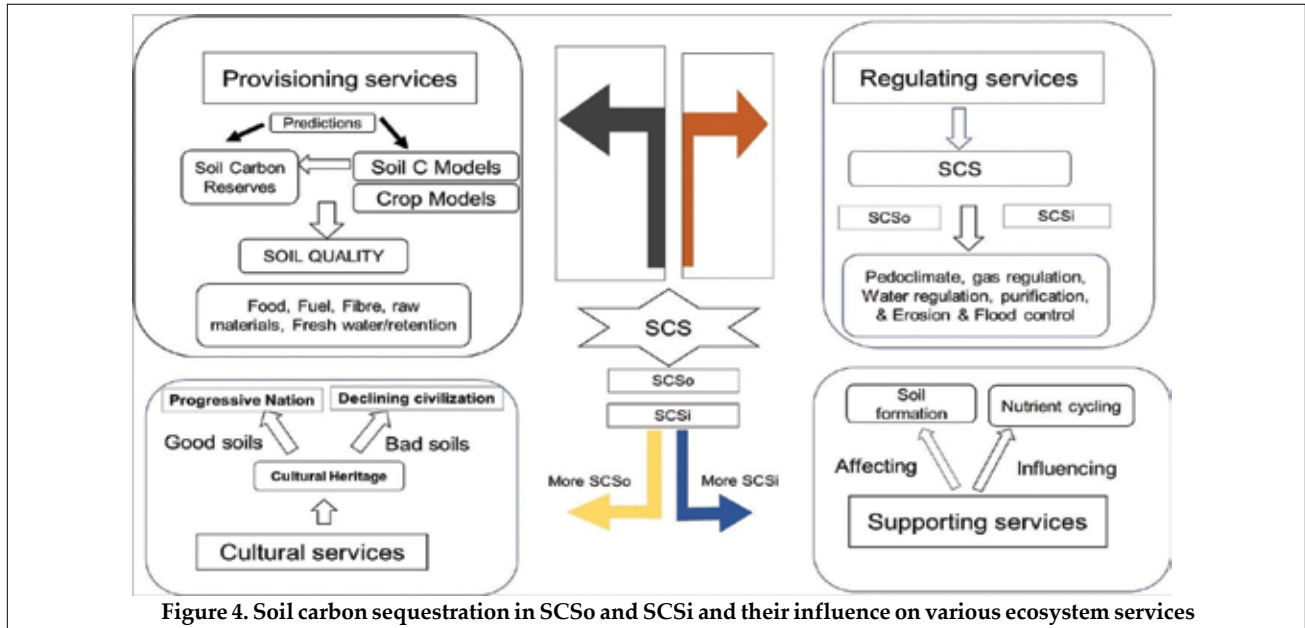 Provisioning services
Predictions
Soil Carbon
Reserves
Soil C Models
Crop Models
SOIL QUALITY
Food, Fuel, Fibre, raw
materials, Fresh water/retention
Regulating services
SCS
SCSo
SCSi
Pedoclimate, gas regulation,
Water regulation, purification,
& Erosion & Flood control
SCS
SCSo
SCSi
More SCSo
More SCSi
Progressive Nation
Declining civilization
Good soils
Bad soils
Cultural Heritage
Cultural services
Soil
formation
Nutrient cycling
Affecting
Influencing
Supporting services
Figure 4. Soil carbon sequestration in SCSo and SCSi and their influence on various ecosystem services